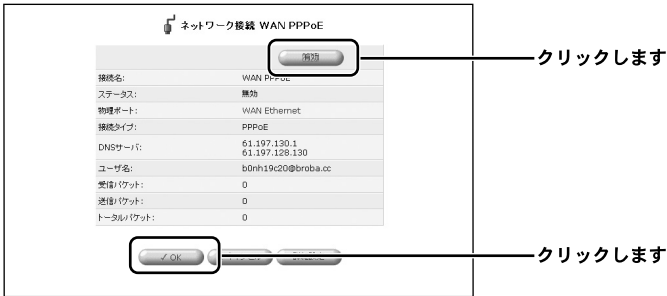 ネットワーク接続 WAN PPPoE
無効
クリックします
接続名: WAN PPPoE
ステータス: 無効
物理ポート: WAN Ethernet
接続タイプ: PPPoE
DNSサーバ: 61.197.130.1
61.197.128.130
ユーザ名: b0nh19c20@broba.cc
受信パケット: 0
送信パケット: 0
トータルパケット: 0
✓ OK
クリックします